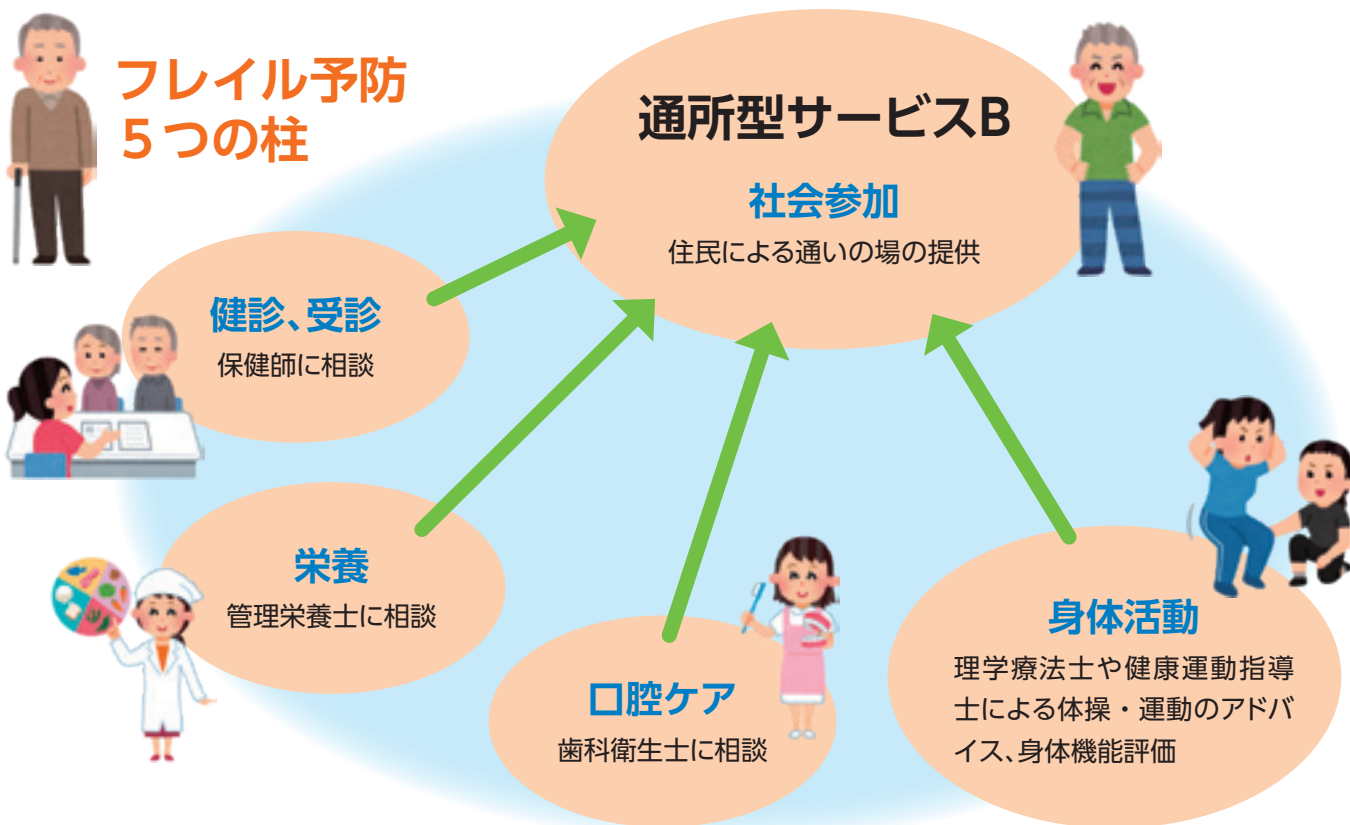 フレイル予防
5つの柱
通所型サービスB
社会参加
住民による通いの場の提供
健診、受診
保健師に相談
栄養
管理栄養士に相談
口腔ケア
歯科衛生士に相談
身体活動
理学療法士や健康運動指導
士による体操・運動のアドバ
イス、身体機能評価